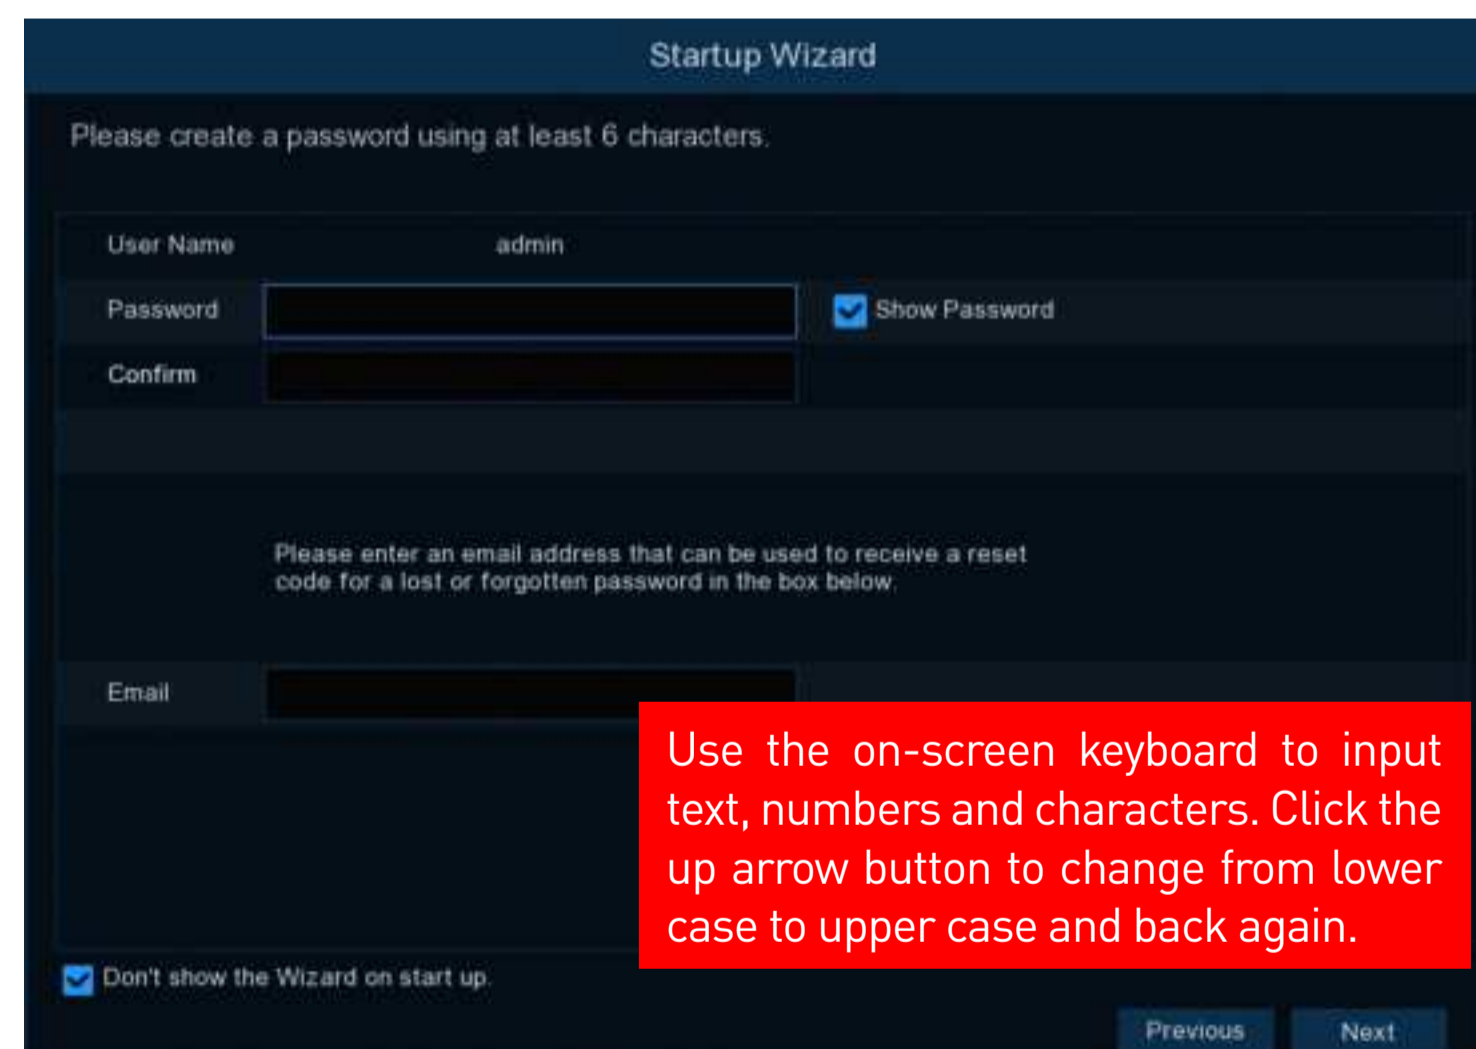 Startup Wizard
Please create a password using at least 6 characters.
User Name admin
Password Show Password
Confirm
Please enter an email address that can be used to receive a reset
code for a lost or forgotten password in the box below.
Email
Use the on-screen keyboard to input
text, numbers and characters. Click the
up arrow button to change from lower
case to upper case and back again.
Don't show the Wizard on start up.
Previous Next